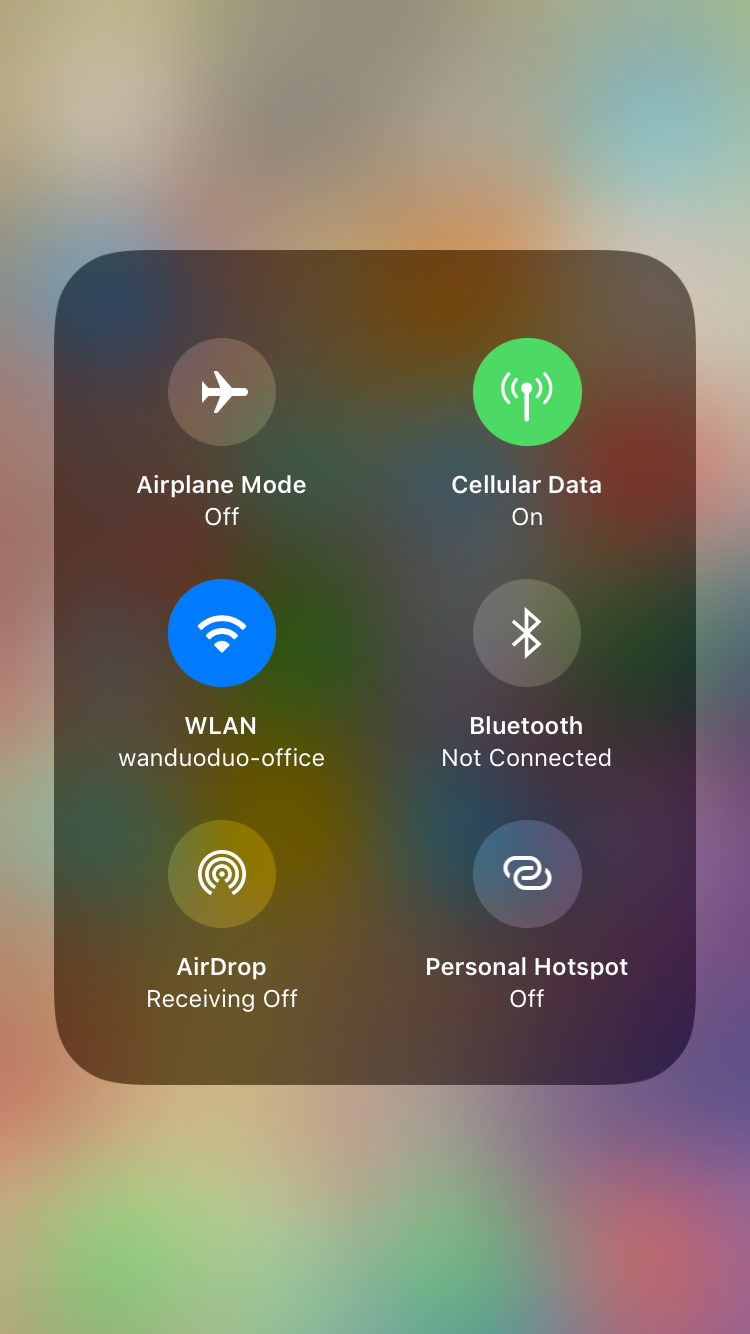 Airplane Mode
Off
Cellular Data
On
WLAN
wanduoduo-office
Bluetooth
Not Connected
AirDrop
Receiving Off
Personal Hotspot
Off